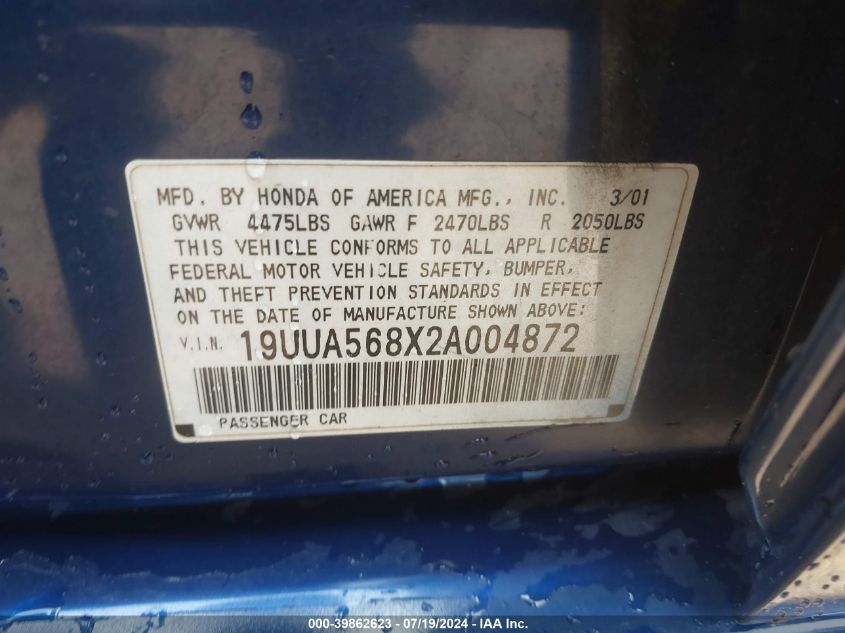 MFD. BY HONDA OF AMERICA MFG., INC. 3/01
GVWR 4475LBS GAWR F 2470LBS R 2050LBS
THIS VEHICLE CONFORMS TO ALL APPLICABLE
FEDERAL MOTOR VEHICLE SAFETY, BUMPER,
AND THEFT PREVENTION STANDARDS IN EFFECT
ON THE DATE OF MANUFACTURE SHOWN ABOVE:
V.I.N. 19UUA568X2A004872
PASSENGER CAR
000-39862623 - 07/19/2024 - IAA Inc.